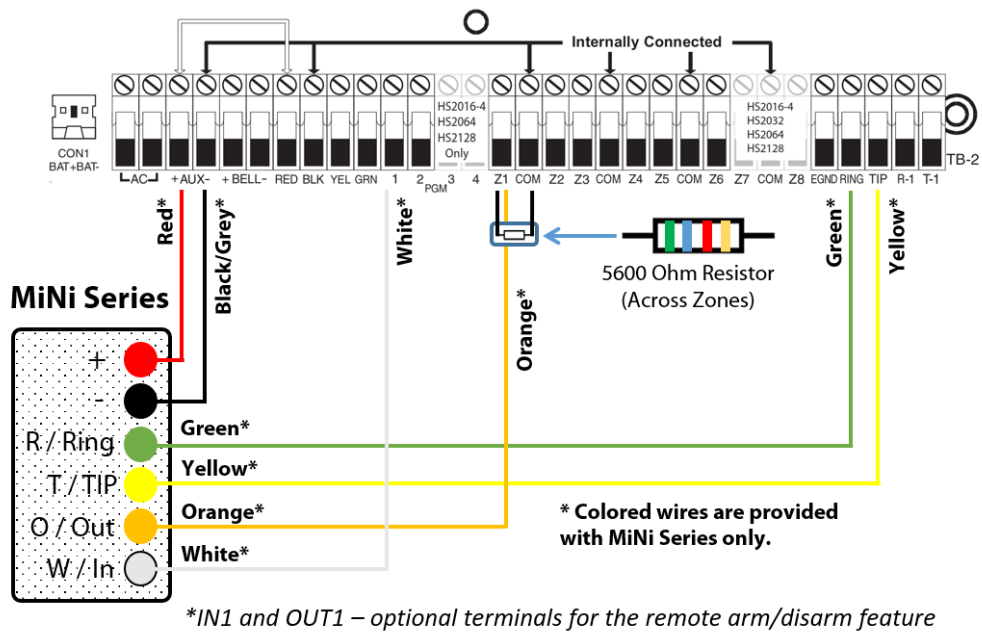 Internally Connected
HS2016-4
HS2064
HS2128
Only
HS2016-4
HS2032
HS2064
HS2128
CON1
BAT+BAT-
TB-2
AC +AUX- +BELL- RED BLK YEL GRN 1 2 PGM 3 4 Z1 COM Z2 Z3 COM Z4 Z5 COM Z6 Z7 COM Z8 EGND RING TIP R-1 T-1
Red*
Black/Grey*
White*
Orange*
Green*
Yellow*
5600 Ohm Resistor
(Across Zones)
MiNi Series
+
-
R / Ring
Green*
T / TIP
Yellow*
O / Out
Orange*
W / In
White*
* Colored wires are provided
with MiNi Series only.
*IN1 and OUT1 – optional terminals for the remote arm/disarm feature